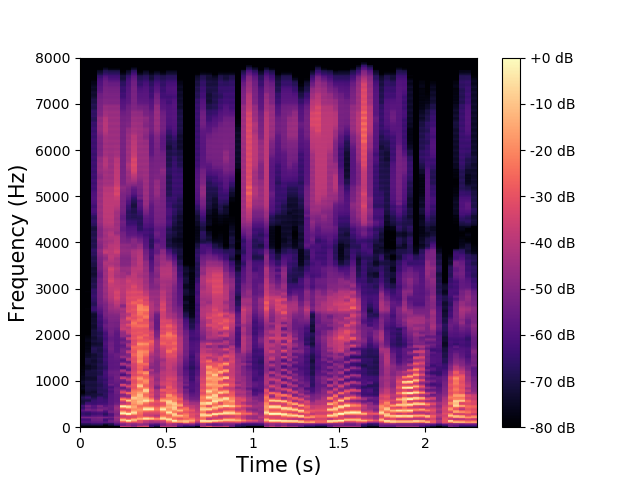 8000
7000
6000
5000
4000
3000
2000
1000
0
Frequency (Hz)
0 0.5 1 1.5 2
Time (s)
+0 dB
-10 dB
-20 dB
-30 dB
-40 dB
-50 dB
-60 dB
-70 dB
-80 dB